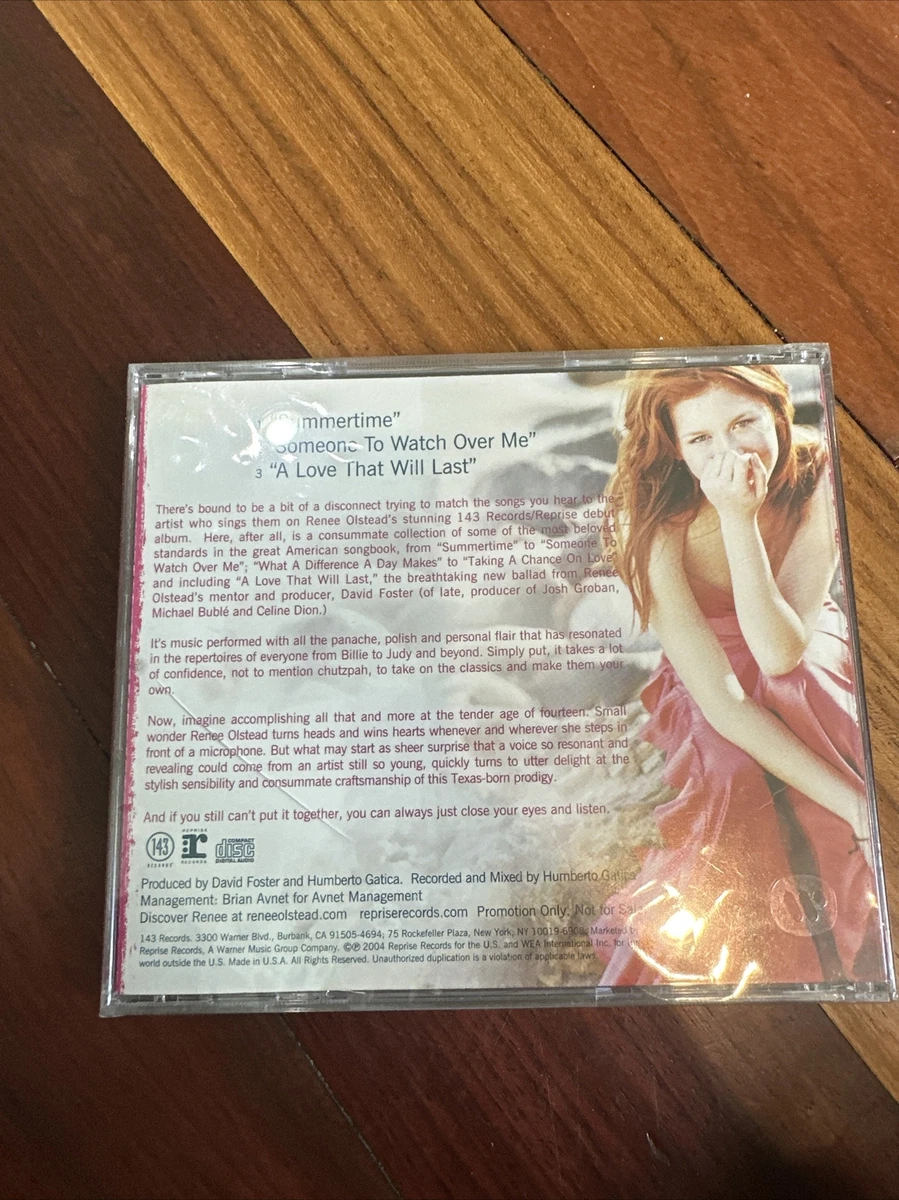 "Summertime"
"Someone To Watch Over Me"
3 "A Love That Will Last"
There's bound to be a bit of a disconnect trying to match the songs you hear to the
artist who sings them on Renee Olstead's stunning 143 Records/Reprise debut
album. Here, after all, is a consummate collection of some of the most beloved
standards in the great American songbook, from "Summertime" to "Someone To
Watch Over Me"; "What A Difference A Day Makes" to "Taking A Chance On Love"
and including "A Love That Will Last," the breathtaking new ballad from Renee
Olstead's mentor and producer, David Foster (of late, producer of Josh Groban,
Michael Bublé and Celine Dion.)
It's music performed with all the panache, polish and personal flair that has resonated
in the repertoires of everyone from Billie to Judy and beyond. Simply put, it takes a lot
of confidence, not to mention chutzpah, to take on the classics and make them your
own.
Now, imagine accomplishing all that and more at the tender age of fourteen. Small
wonder Renee Olstead turns heads and wins hearts whenever and wherever she steps in
front of a microphone. But what may start as sheer surprise that a voice so resonant and
revealing could come from an artist still so young, quickly turns to utter delight at the
stylish sensibility and consummate craftsmanship of this Texas-born prodigy.
And if you still can't put it together, you can always just close your eyes and listen.
143 RECORDS REPRISE r RECORDS COMPACT disc DIGITAL AUDIO
Produced by David Foster and Humberto Gatica. Recorded and Mixed by Humberto Gatica
Management: Brian Avnet for Avnet Management
Discover Renee at reneeolstead.com repriserecords.com Promotion Only. Not for Sale
143 Records. 3300 Warner Blvd., Burbank, CA 91505-4694; 75 Rockefeller Plaza, New York, NY 10019-6908. Marketed by
Reprise Records, A Warner Music Group Company. ©℗ 2004 Reprise Records for the U.S. and WEA International Inc. for the
world outside the U.S. Made in U.S.A. All Rights Reserved. Unauthorized duplication is a violation of applicable laws.